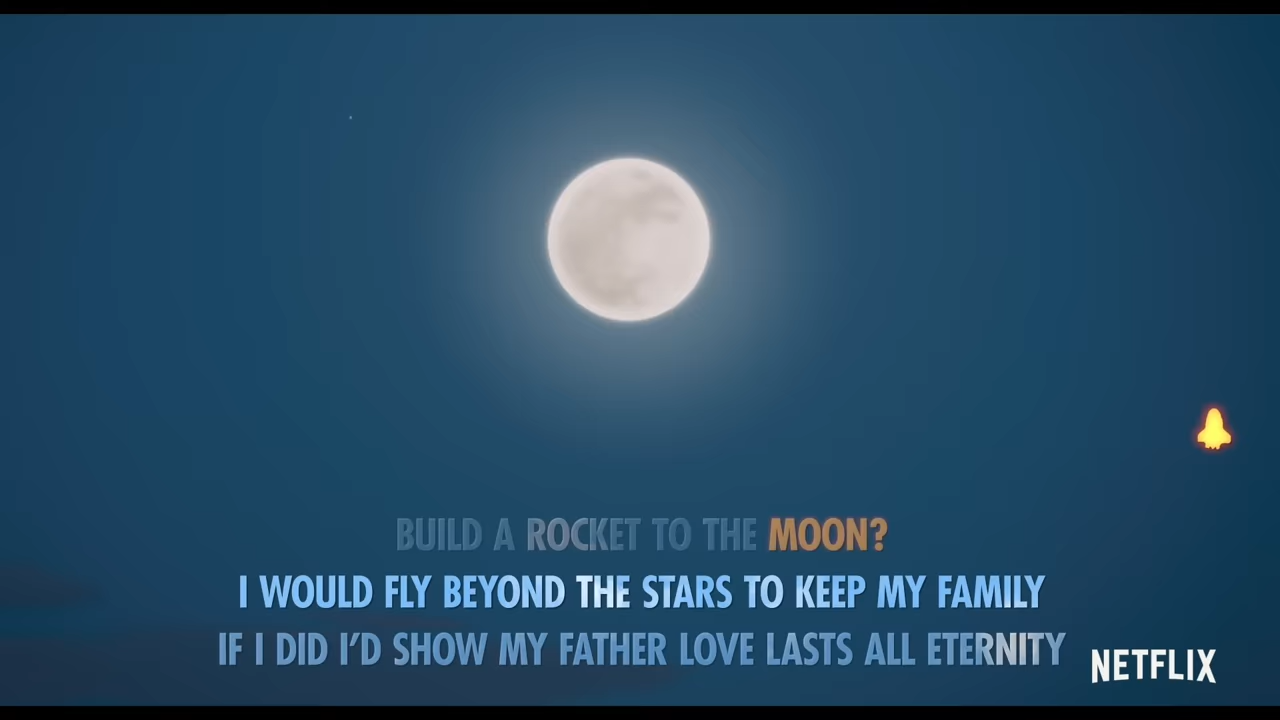 BUILD A ROCKET TO THE MOON?
I WOULD FLY BEYOND THE STARS TO KEEP MY FAMILY
IF I DID I'D SHOW MY FATHER LOVE LASTS ALL ETERNITY
NETFLIX